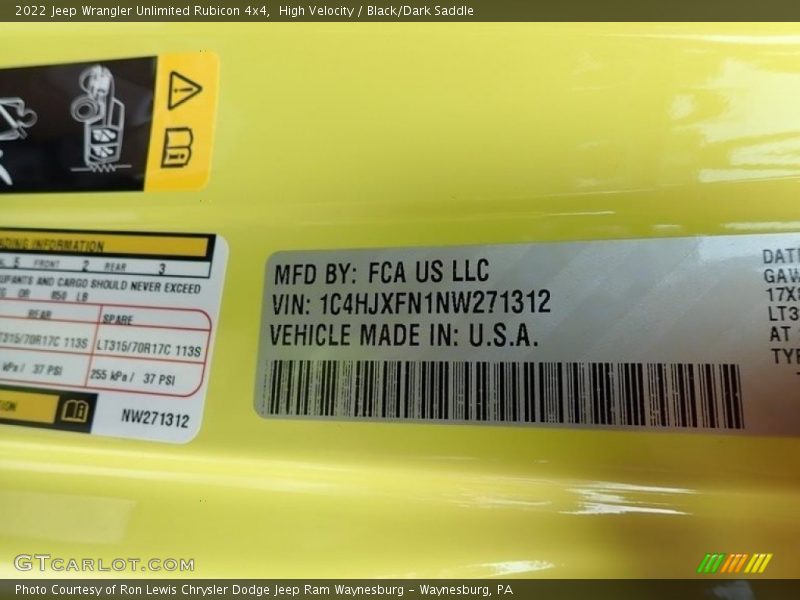 2022 Jeep Wrangler Unlimited Rubicon 4x4, High Velocity / Black/Dark Saddle
INFORMATION
5 FRONT 2 REAR 3
AND CARGO SHOULD NEVER EXCEED
OR 850 LB
REAR SPARE
315/70R17C 113S LT315/70R17C 113S
kPa / 37 PSI 255 kPa / 37 PSI
NW271312
MFD BY: FCA US LLC
VIN: 1C4HJXFN1NW271312
VEHICLE MADE IN: U.S.A.
GTcarlot.com
Photo Courtesy of Ron Lewis Chrysler Dodge Jeep Ram Waynesburg - Waynesburg, PA